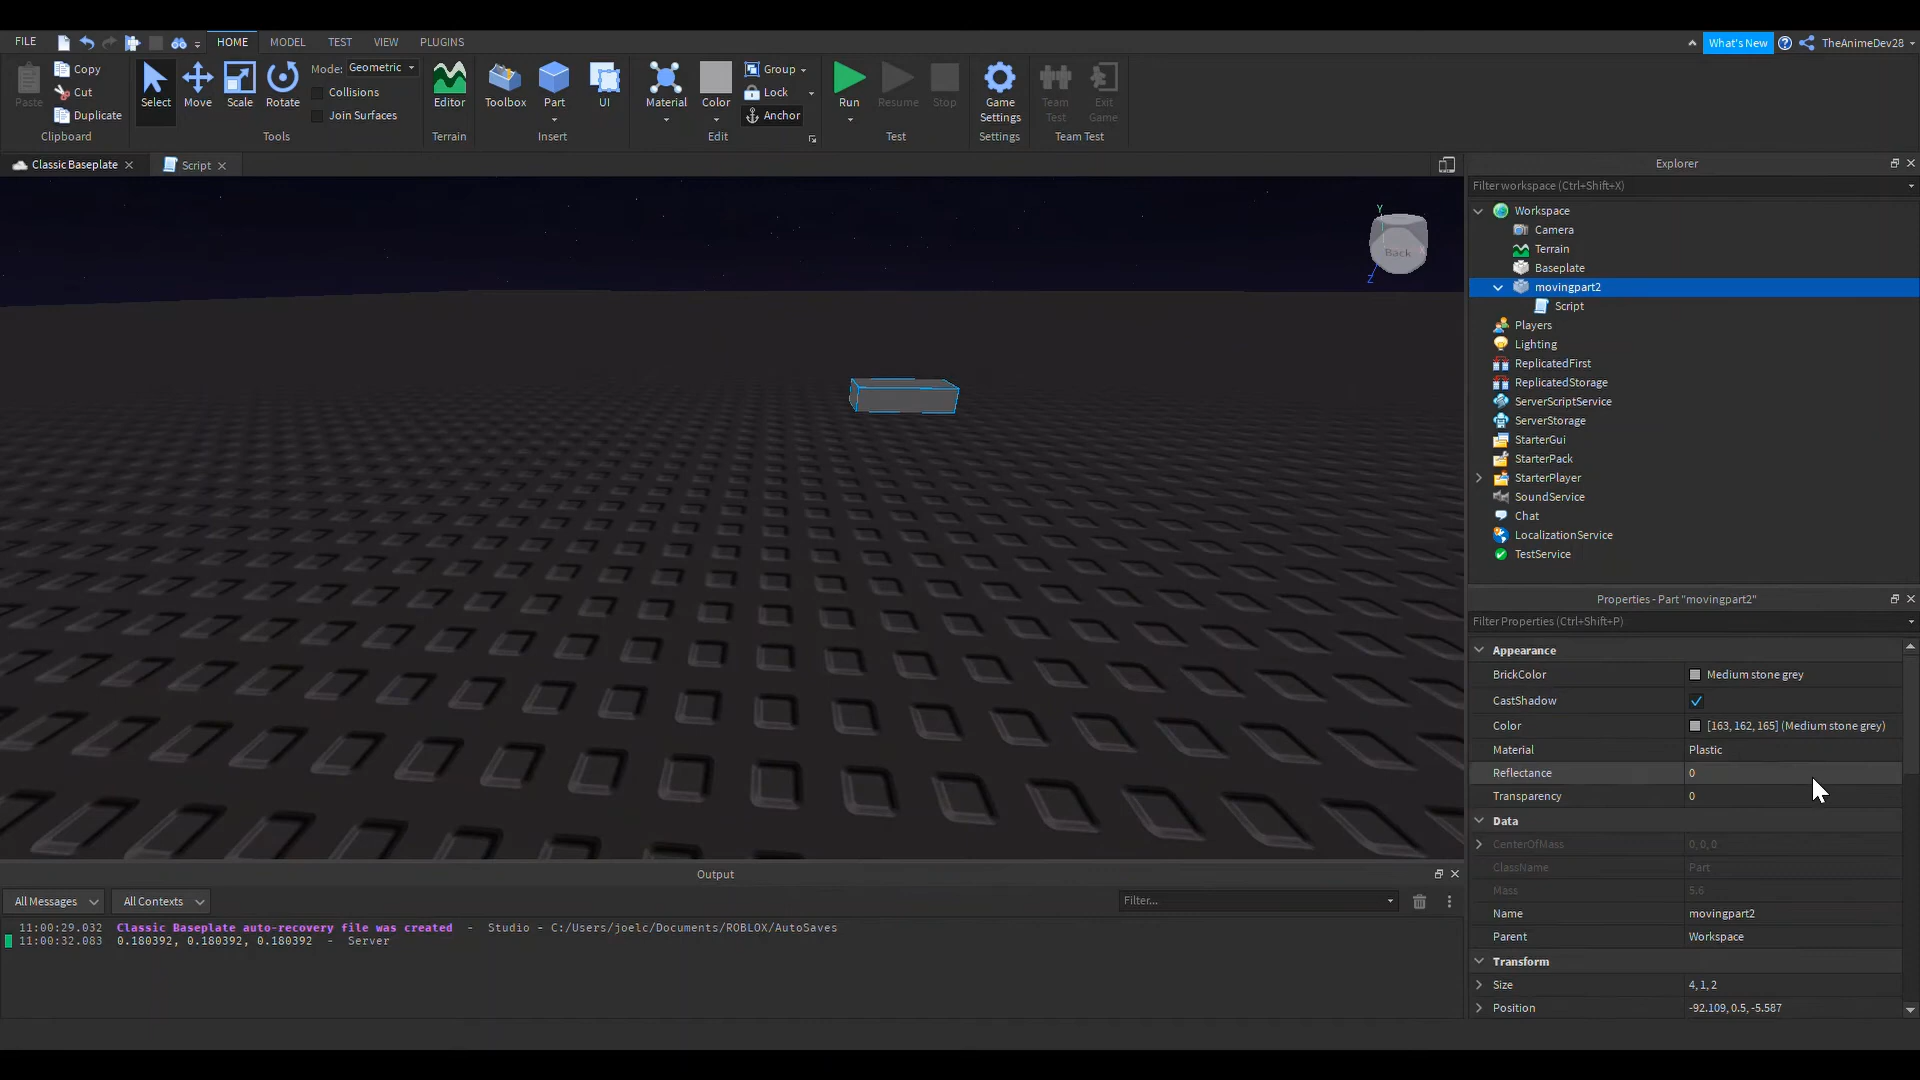 FILE
HOME
MODEL
TEST
VIEW
PLUGINS
What's New
TheAnimeDev28
Paste
Copy
Cut
Duplicate
Clipboard
Select
Move
Scale
Rotate
Mode: Geometric
Collisions
Join Surfaces
Tools
Editor
Terrain
Toolbox
Part
UI
Insert
Material
Color
Group
Lock
Anchor
Edit
Run
Resume
Stop
Test
Game
Settings
Settings
Team
Test
Exit
Game
Team Test
Classic Baseplate
Script
Y
Back
Z
Explorer
Filter workspace (Ctrl+Shift+X)
Workspace
Camera
Terrain
Baseplate
movingpart2
Script
Players
Lighting
ReplicatedFirst
ReplicatedStorage
ServerScriptService
ServerStorage
StarterGui
StarterPack
StarterPlayer
SoundService
Chat
LocalizationService
TestService
Properties - Part "movingpart2"
Filter Properties (Ctrl+Shift+P)
Appearance
BrickColor Medium stone grey
CastShadow
Color [163, 162, 165] (Medium stone grey)
Material Plastic
Reflectance 0
Transparency 0
Data
CenterOfMass 0, 0, 0
ClassName Part
Mass 5.6
Name movingpart2
Parent Workspace
Transform
Size 4, 1, 2
Position -92.109, 0.5, -5.587
Output
All Messages
All Contexts
Filter...
11:00:29.032 Classic Baseplate auto-recovery file was created - Studio - C:/Users/joelc/Documents/ROBLOX/AutoSaves
11:00:32.083 0.180392, 0.180392, 0.180392 - Server